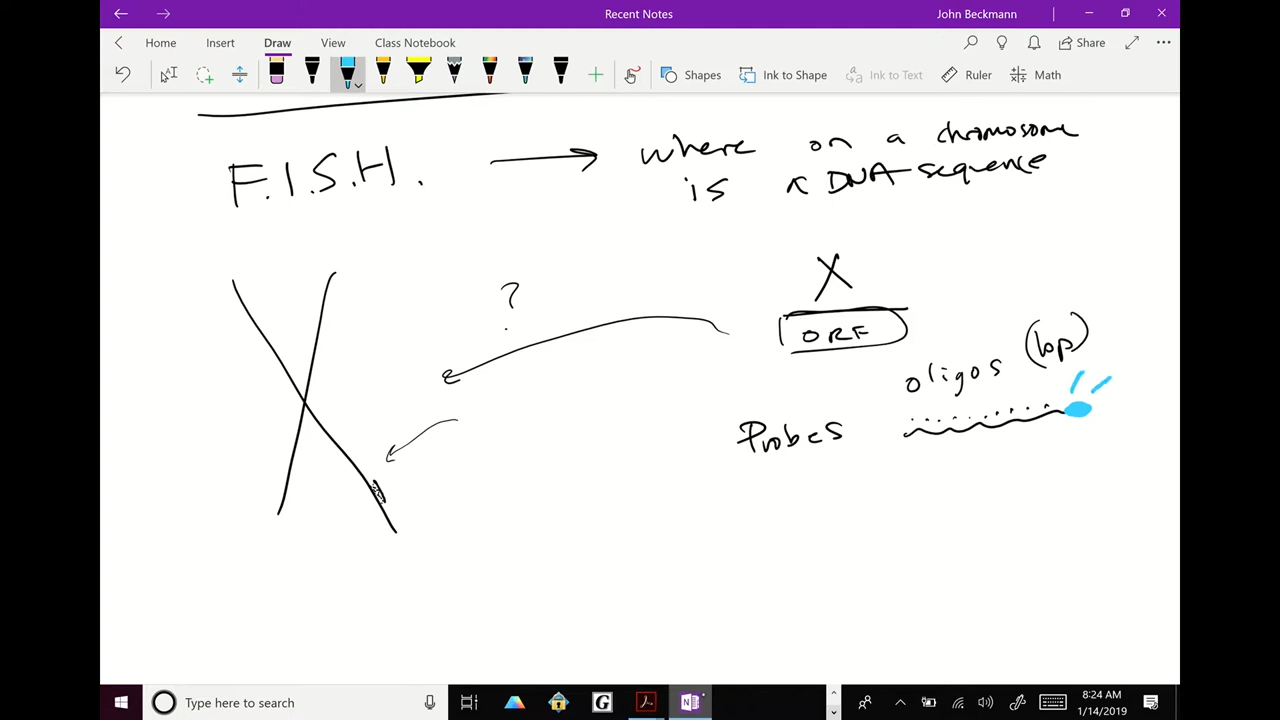 Recent Notes
John Beckmann
Home
Insert
Draw
View
Class Notebook
Share
Shapes
Ink to Shape
Ink to Text
Ruler
Math
F.I.S.H.
where on a chromosome
is a DNA sequence
?
X
ORF
oligos (bp)
Probes
Type here to search
G
N
8:24 AM
1/14/2019